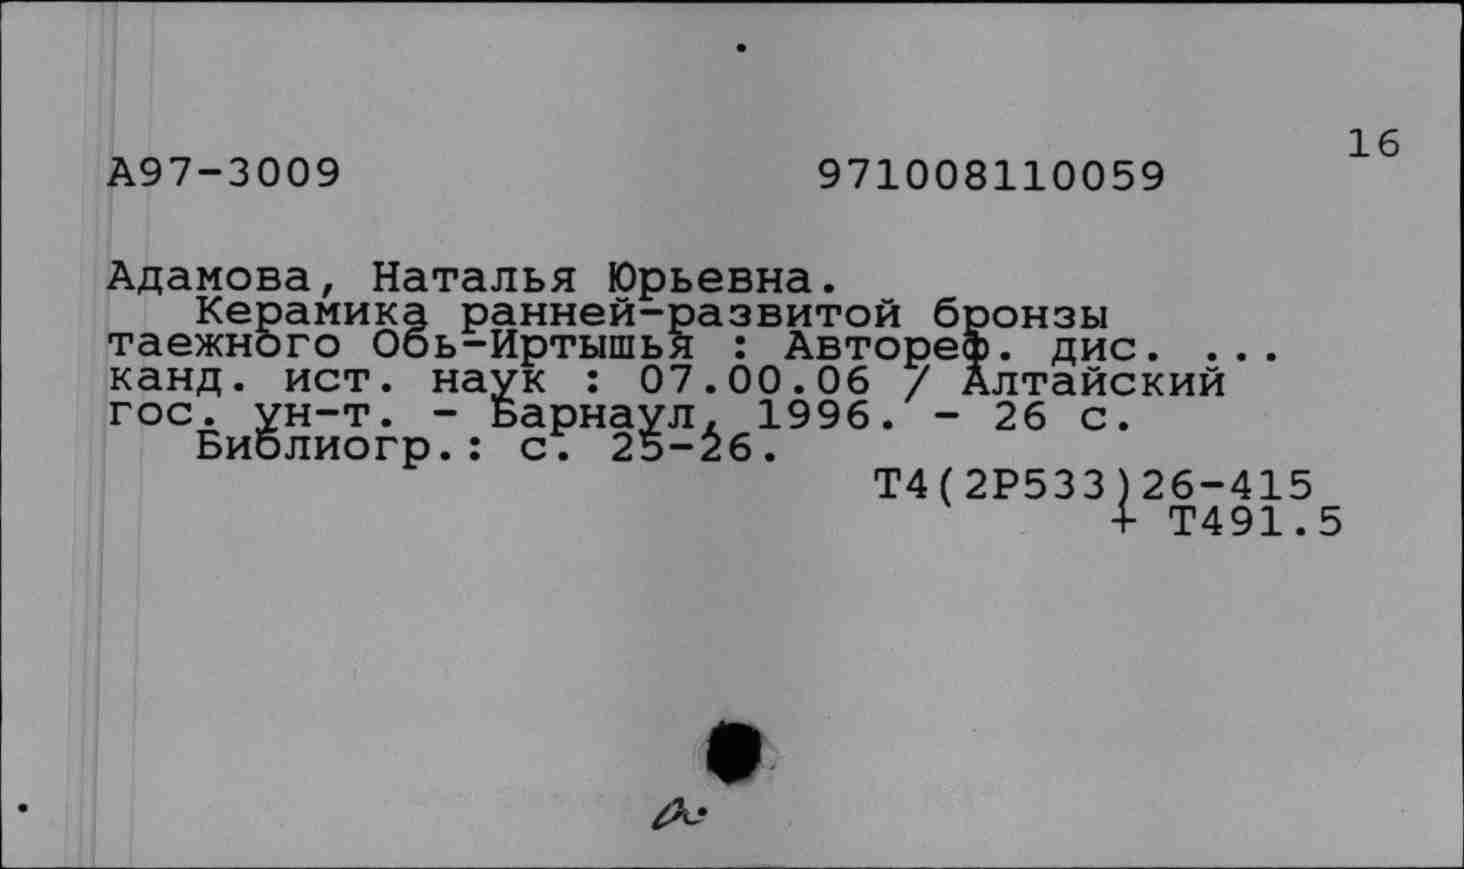 16
А97-3009 971008110059
Адамова, Наталья Юрьевна.
Керамика ранней-развитой бронзы
таежного Обь-Иртышья : Автореф. дис. ...
канд. ист. наук : 07.00.06 / Алтайский
гос. ун-т. - Барнаул, 1996. - 26 с.
Библиогр.: с. 25-26.
Т4(2Р533)26-415
+ Т491.5